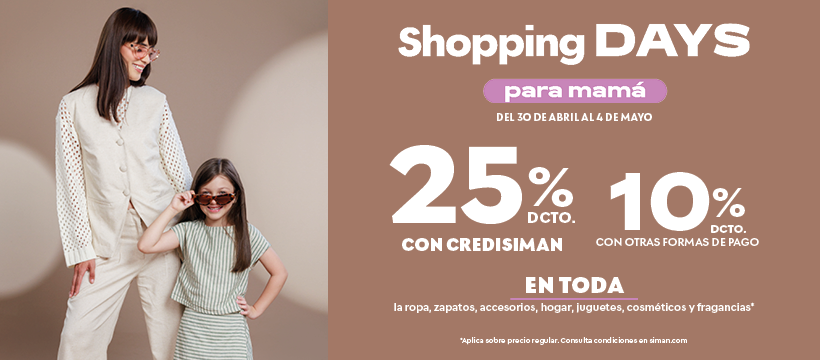 Shopping DAYS
para mamá
DEL 30 DE ABRIL AL 4 DE MAYO
25% DCTO.
CON CREDISIMAN
10% DCTO.
CON OTRAS FORMAS DE PAGO
EN TODA
la ropa, zapatos, accesorios, hogar, juguetes, cosméticos y fragancias*
*Aplica sobre precio regular. Consulta condiciones en siman.com